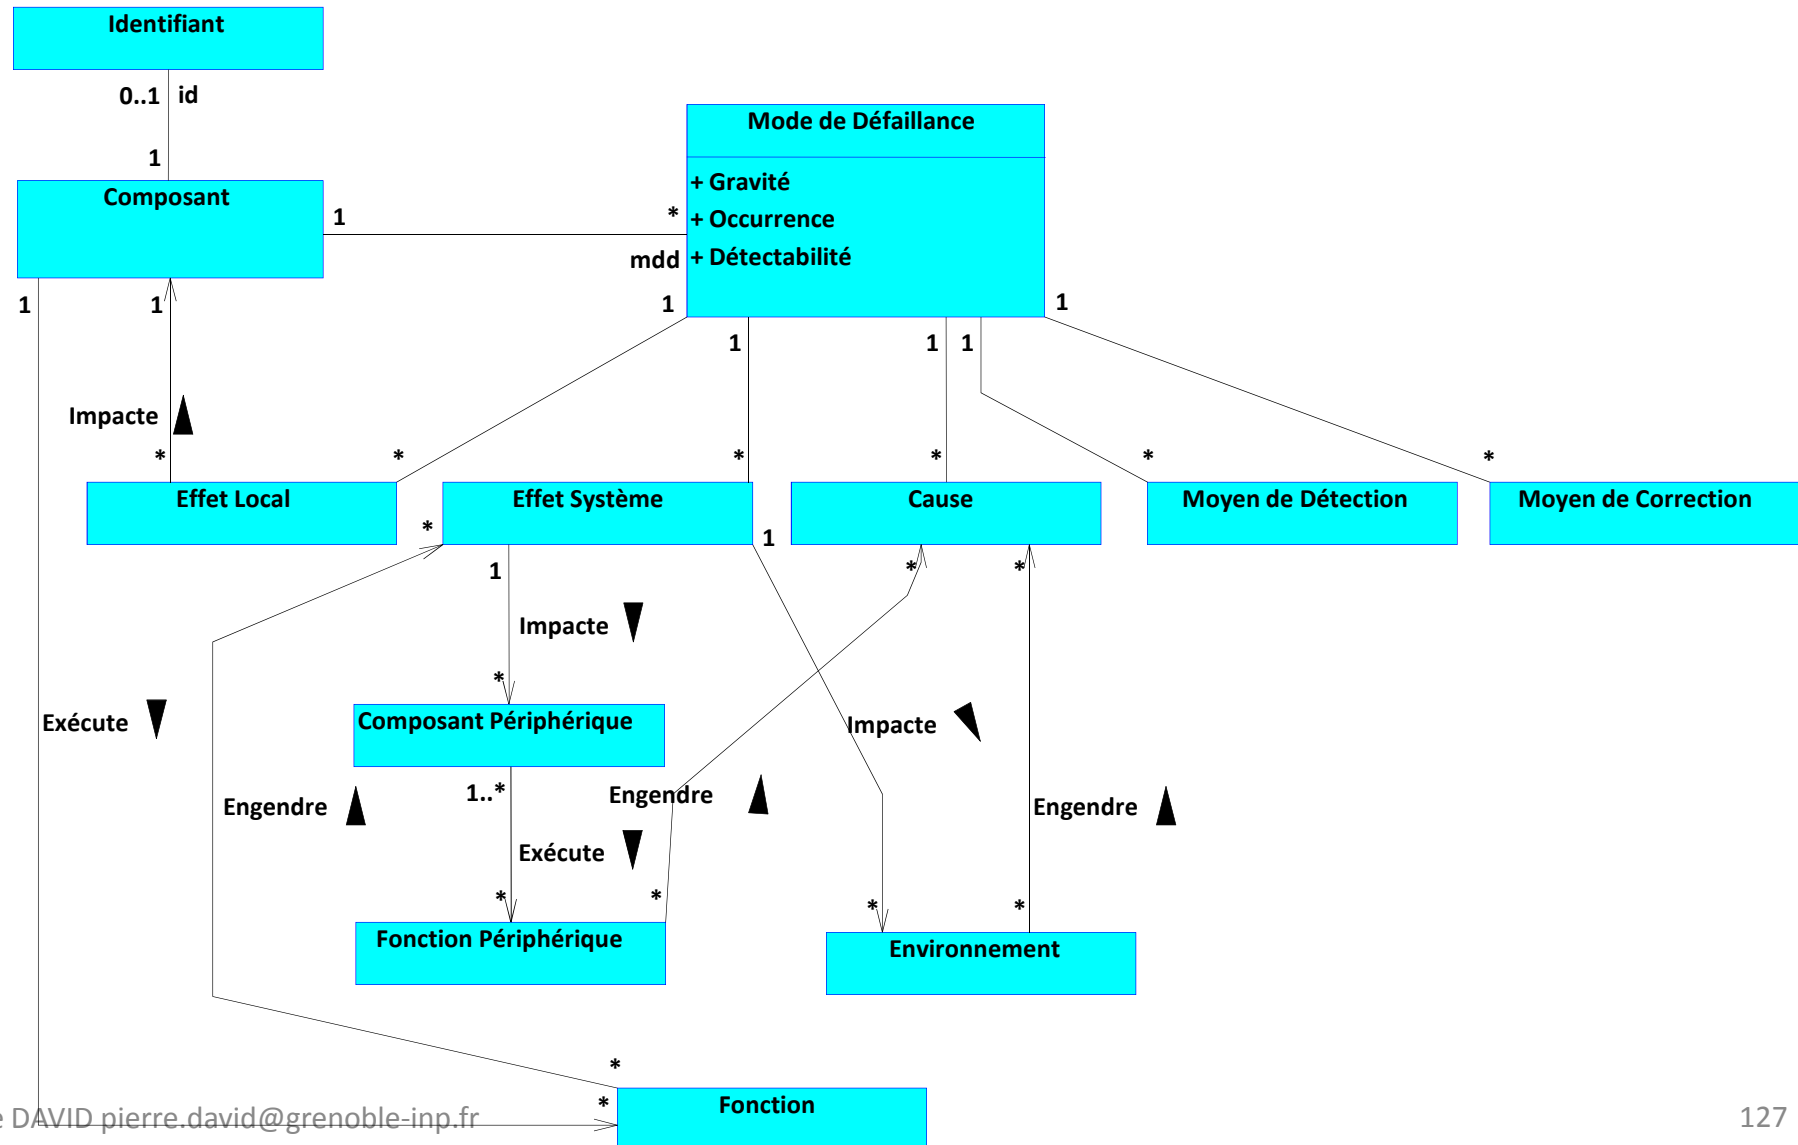 Identifiant
0..1 id
1
Composant
Mode de Défaillance
+ Gravité
+ Occurrence
+ Détectabilité
1 *
mdd
1 1 1 1
1 1 1
Impacte
* * * * * *
Effet Local
Effet Système
Cause
Moyen de Détection
Moyen de Correction
* 1
1 * *
Impacte
*
Exécute
Composant Périphérique
Impacte
1..*
Engendre
Engendre
Engendre
Exécute
* * * *
Fonction Périphérique
Environnement
*
*
Fonction
e DAVID pierre.david@grenoble-inp.fr
127